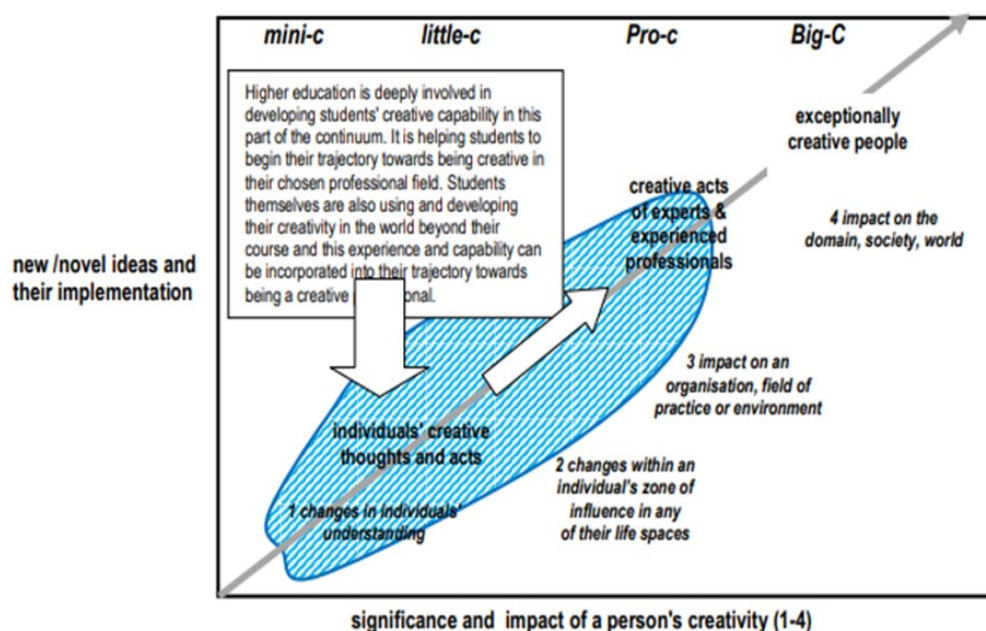 mini-c little-c Pro-c Big-C
Higher education is deeply involved in
developing students' creative capability in this
part of the continuum. It is helping students to
begin their trajectory towards being creative in
their chosen professional field. Students
themselves are also using and developing
their creativity in the world beyond their
course and this experience and capability can
be incorporated into their trajectory towards
being a creative p onal.
exceptionally
creative people
creative acts
of experts &
experienced
professionals
4 impact on the
domain, society, world
new /novel ideas and
their implementation
3 impact on an
organisation, field of
practice or environment
individuals' creative
thoughts and acts
2 changes within an
individual's zone of
influence in any
of their life spaces
1 changes in individuals'
understanding
significance and impact of a person's creativity (1-4)